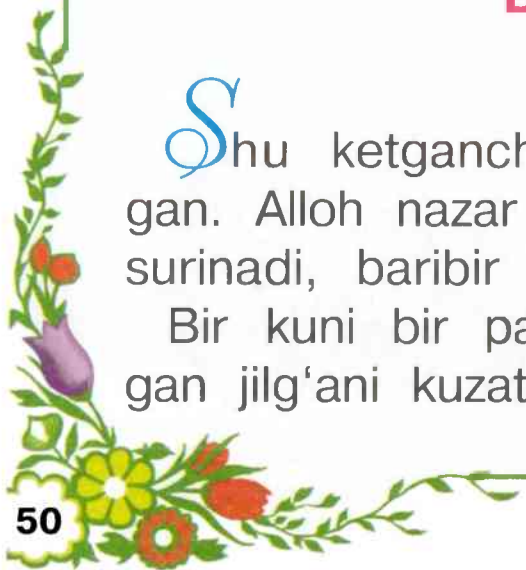 Shu ketganch
gan. Alloh nazar
surinadi, baribir
Bir kuni bir pa
gan jilg‘ani kuzat
50